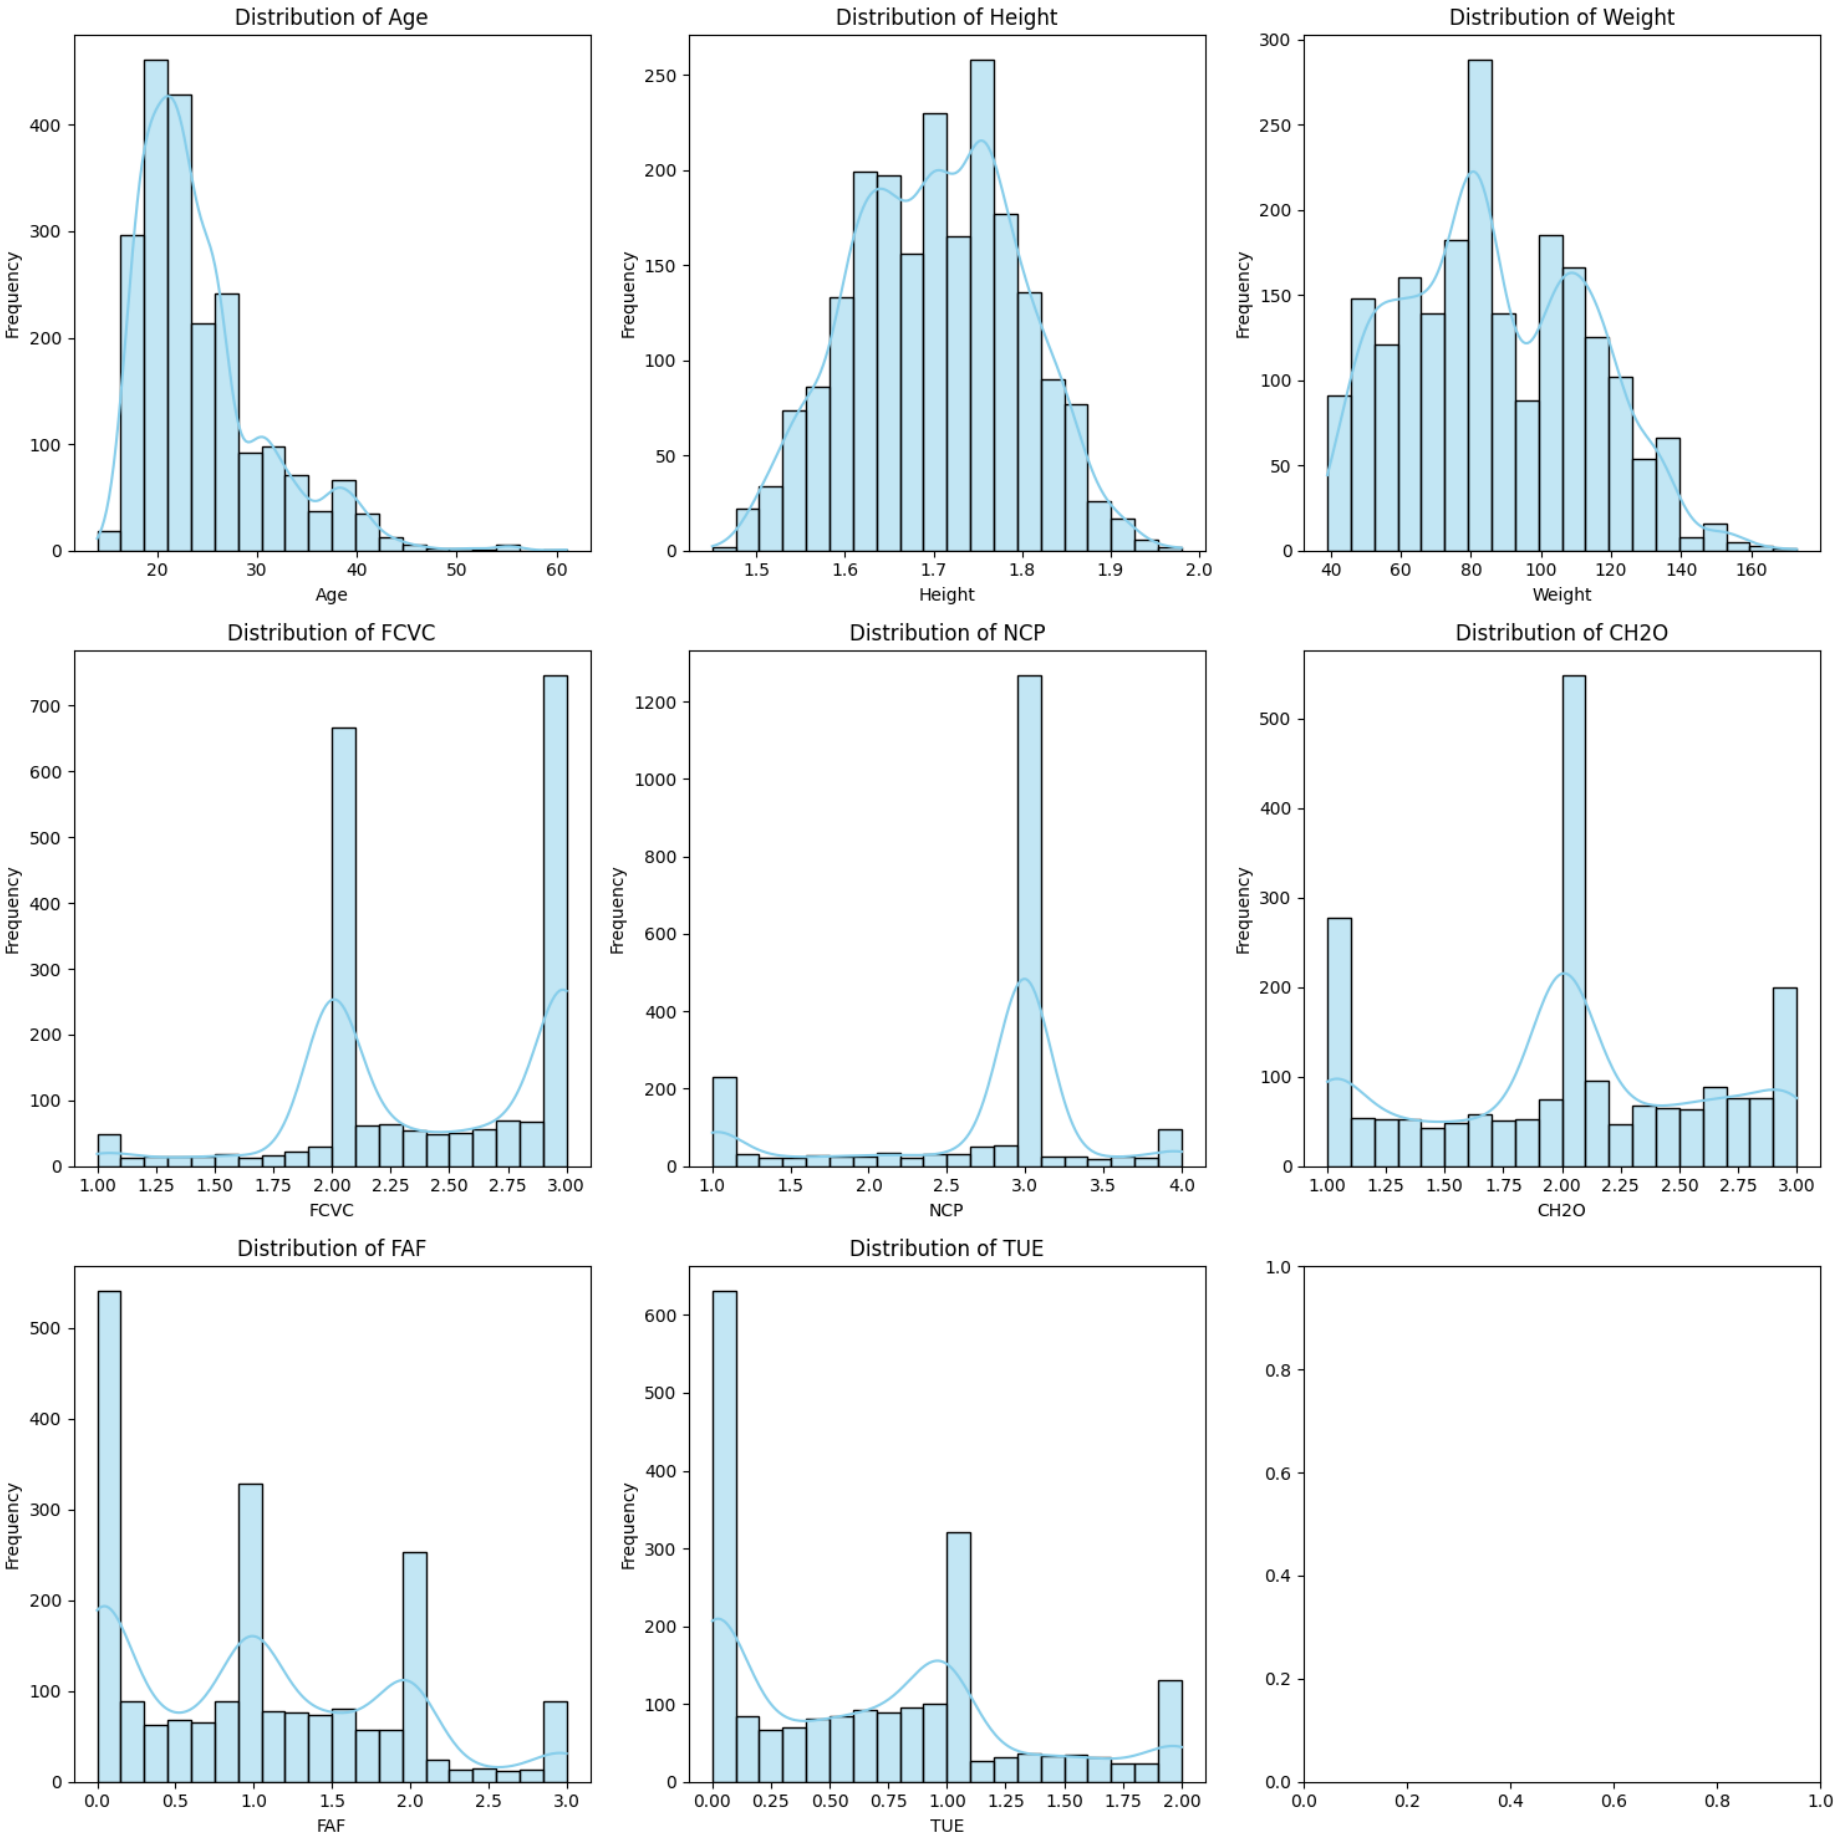 Distribution of Age
Frequency
400
300
200
100
0
20 30 40 50 60
Age
Distribution of Height
Frequency
250
200
150
100
50
0
1.5 1.6 1.7 1.8 1.9 2.0
Height
Distribution of Weight
Frequency
300
250
200
150
100
50
0
40 60 80 100 120 140 160
Weight
Distribution of FCVC
Frequency
700
600
500
400
300
200
100
0
1.00 1.25 1.50 1.75 2.00 2.25 2.50 2.75 3.00
FCVC
Distribution of NCP
Frequency
1200
1000
800
600
400
200
0
1.0 1.5 2.0 2.5 3.0 3.5 4.0
NCP
Distribution of CH2O
Frequency
500
400
300
200
100
0
1.00 1.25 1.50 1.75 2.00 2.25 2.50 2.75 3.00
CH2O
Distribution of FAF
Frequency
500
400
300
200
100
0
0.0 0.5 1.0 1.5 2.0 2.5 3.0
FAF
Distribution of TUE
Frequency
600
500
400
300
200
100
0
0.00 0.25 0.50 0.75 1.00 1.25 1.50 1.75 2.00
TUE
1.0
0.8
0.6
0.4
0.2
0.0
0.0 0.2 0.4 0.6 0.8 1.0